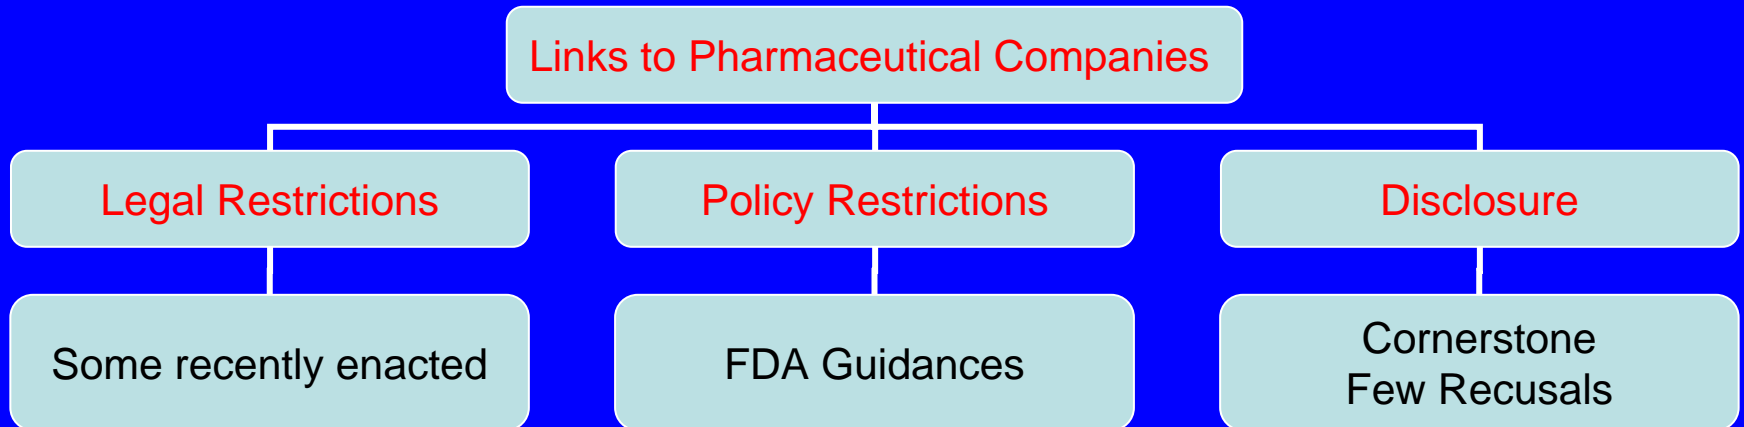 Links to Pharmaceutical Companies
Legal Restrictions
Policy Restrictions
Disclosure
Some recently enacted
FDA Guidances
Cornerstone
Few Recusals